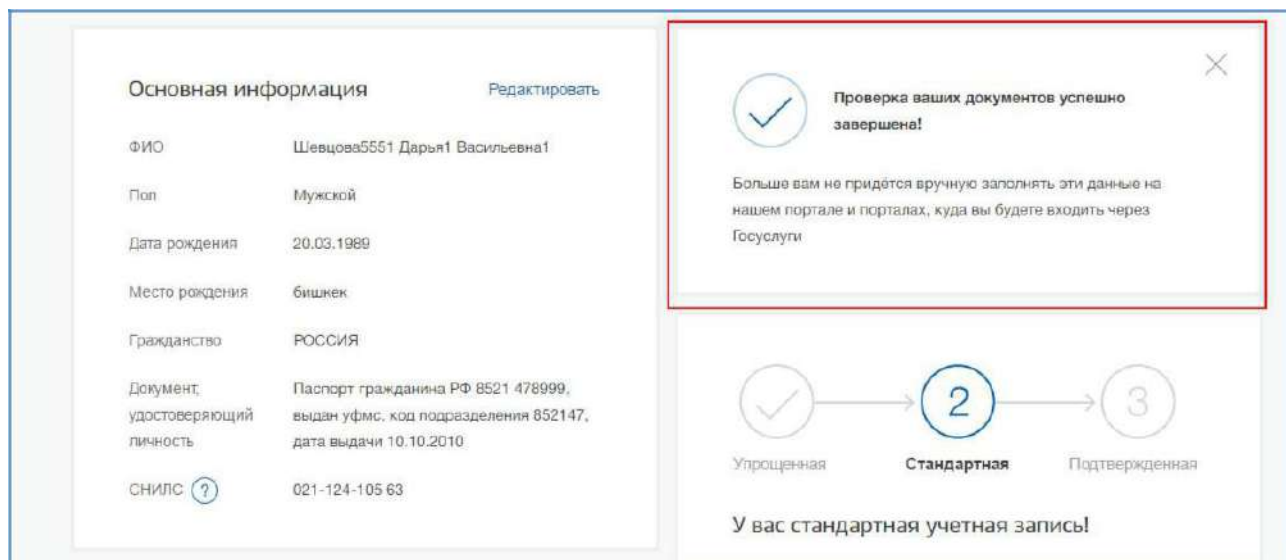 Основная информация
Редактировать
ФИО
Шевцова5551 Дарья1 Васильевна1
Пол
Мужской
Дата рождения
20.03.1989
Место рождения
бишкек
Гражданство
РОССИЯ
Документ,
удостоверяющий
личность
Паспорт гражданина РФ 8521 478999,
выдан уфмс, код подразделения 852147,
дата выдачи 10.10.2010
СНИЛС ?
021-124-105 63
Проверка ваших документов успешно
завершена!
Больше вам не придётся вручную заполнять эти данные на
нашем портале и порталах, куда вы будете входить через
Госуслуги
2
3
Упрощенная
Стандартная
Подтвержденная
У вас стандартная учетная запись!